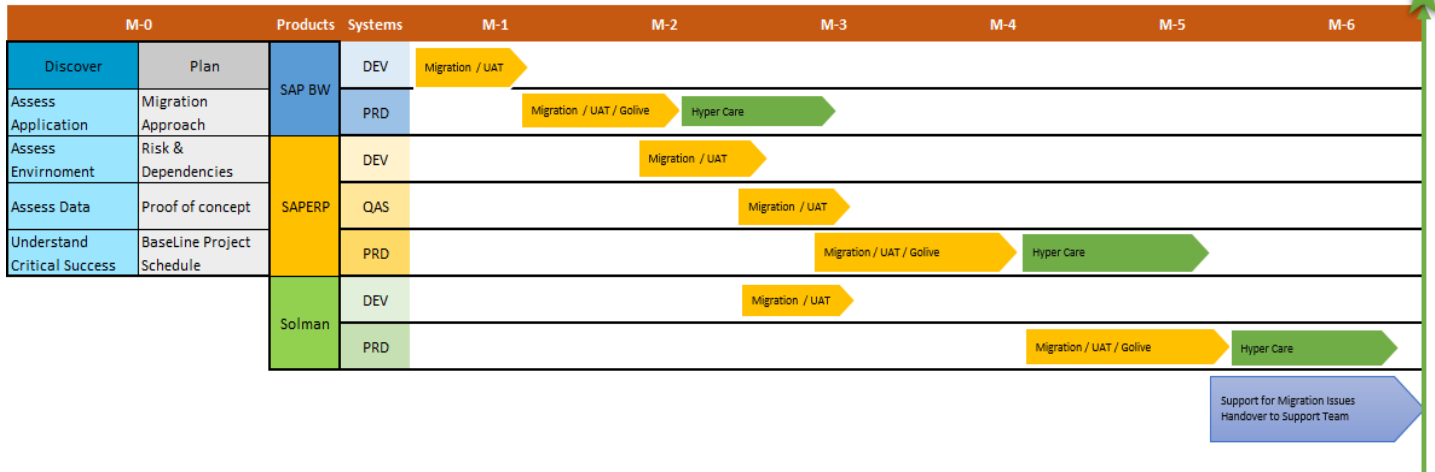 M-0 Products Systems M-1 M-2 M-3 M-4 M-5 M-6
Discover Plan SAP BW DEV Migration / UAT
Assess
Application
Migration
Approach
PRD Migration / UAT / Golive Hyper Care
Assess
Envirnoment
Risk &
Dependencies
SAPERP DEV Migration / UAT
Assess Data Proof of concept QAS Migration / UAT
Understand
Critical Success
BaseLine Project
Schedule
PRD Migration / UAT / Golive Hyper Care
Solman DEV Migration / UAT
PRD Migration / UAT / Golive Hyper Care
Support for Migration Issues
Handover to Support Team